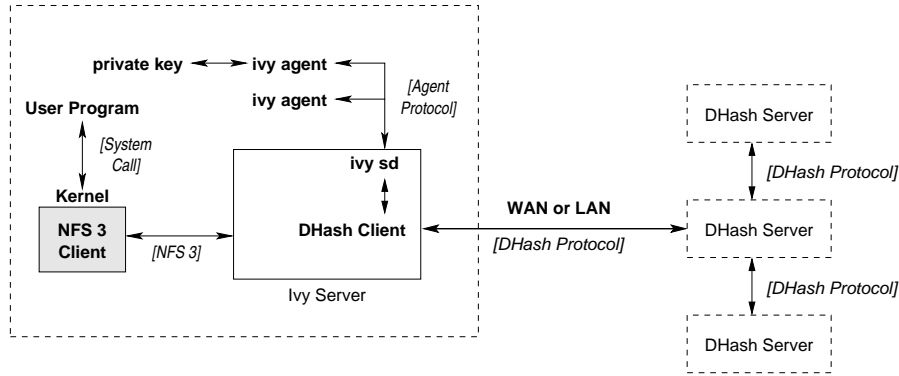 private key
ivy agent
ivy agent
[Agent
Protocol]
User Program
[System
Call]
Kernel
NFS 3
Client
[NFS 3]
ivy sd
DHash Client
Ivy Server
WAN or LAN
[DHash Protocol]
DHash Server
[DHash Protocol]
DHash Server
[DHash Protocol]
DHash Server